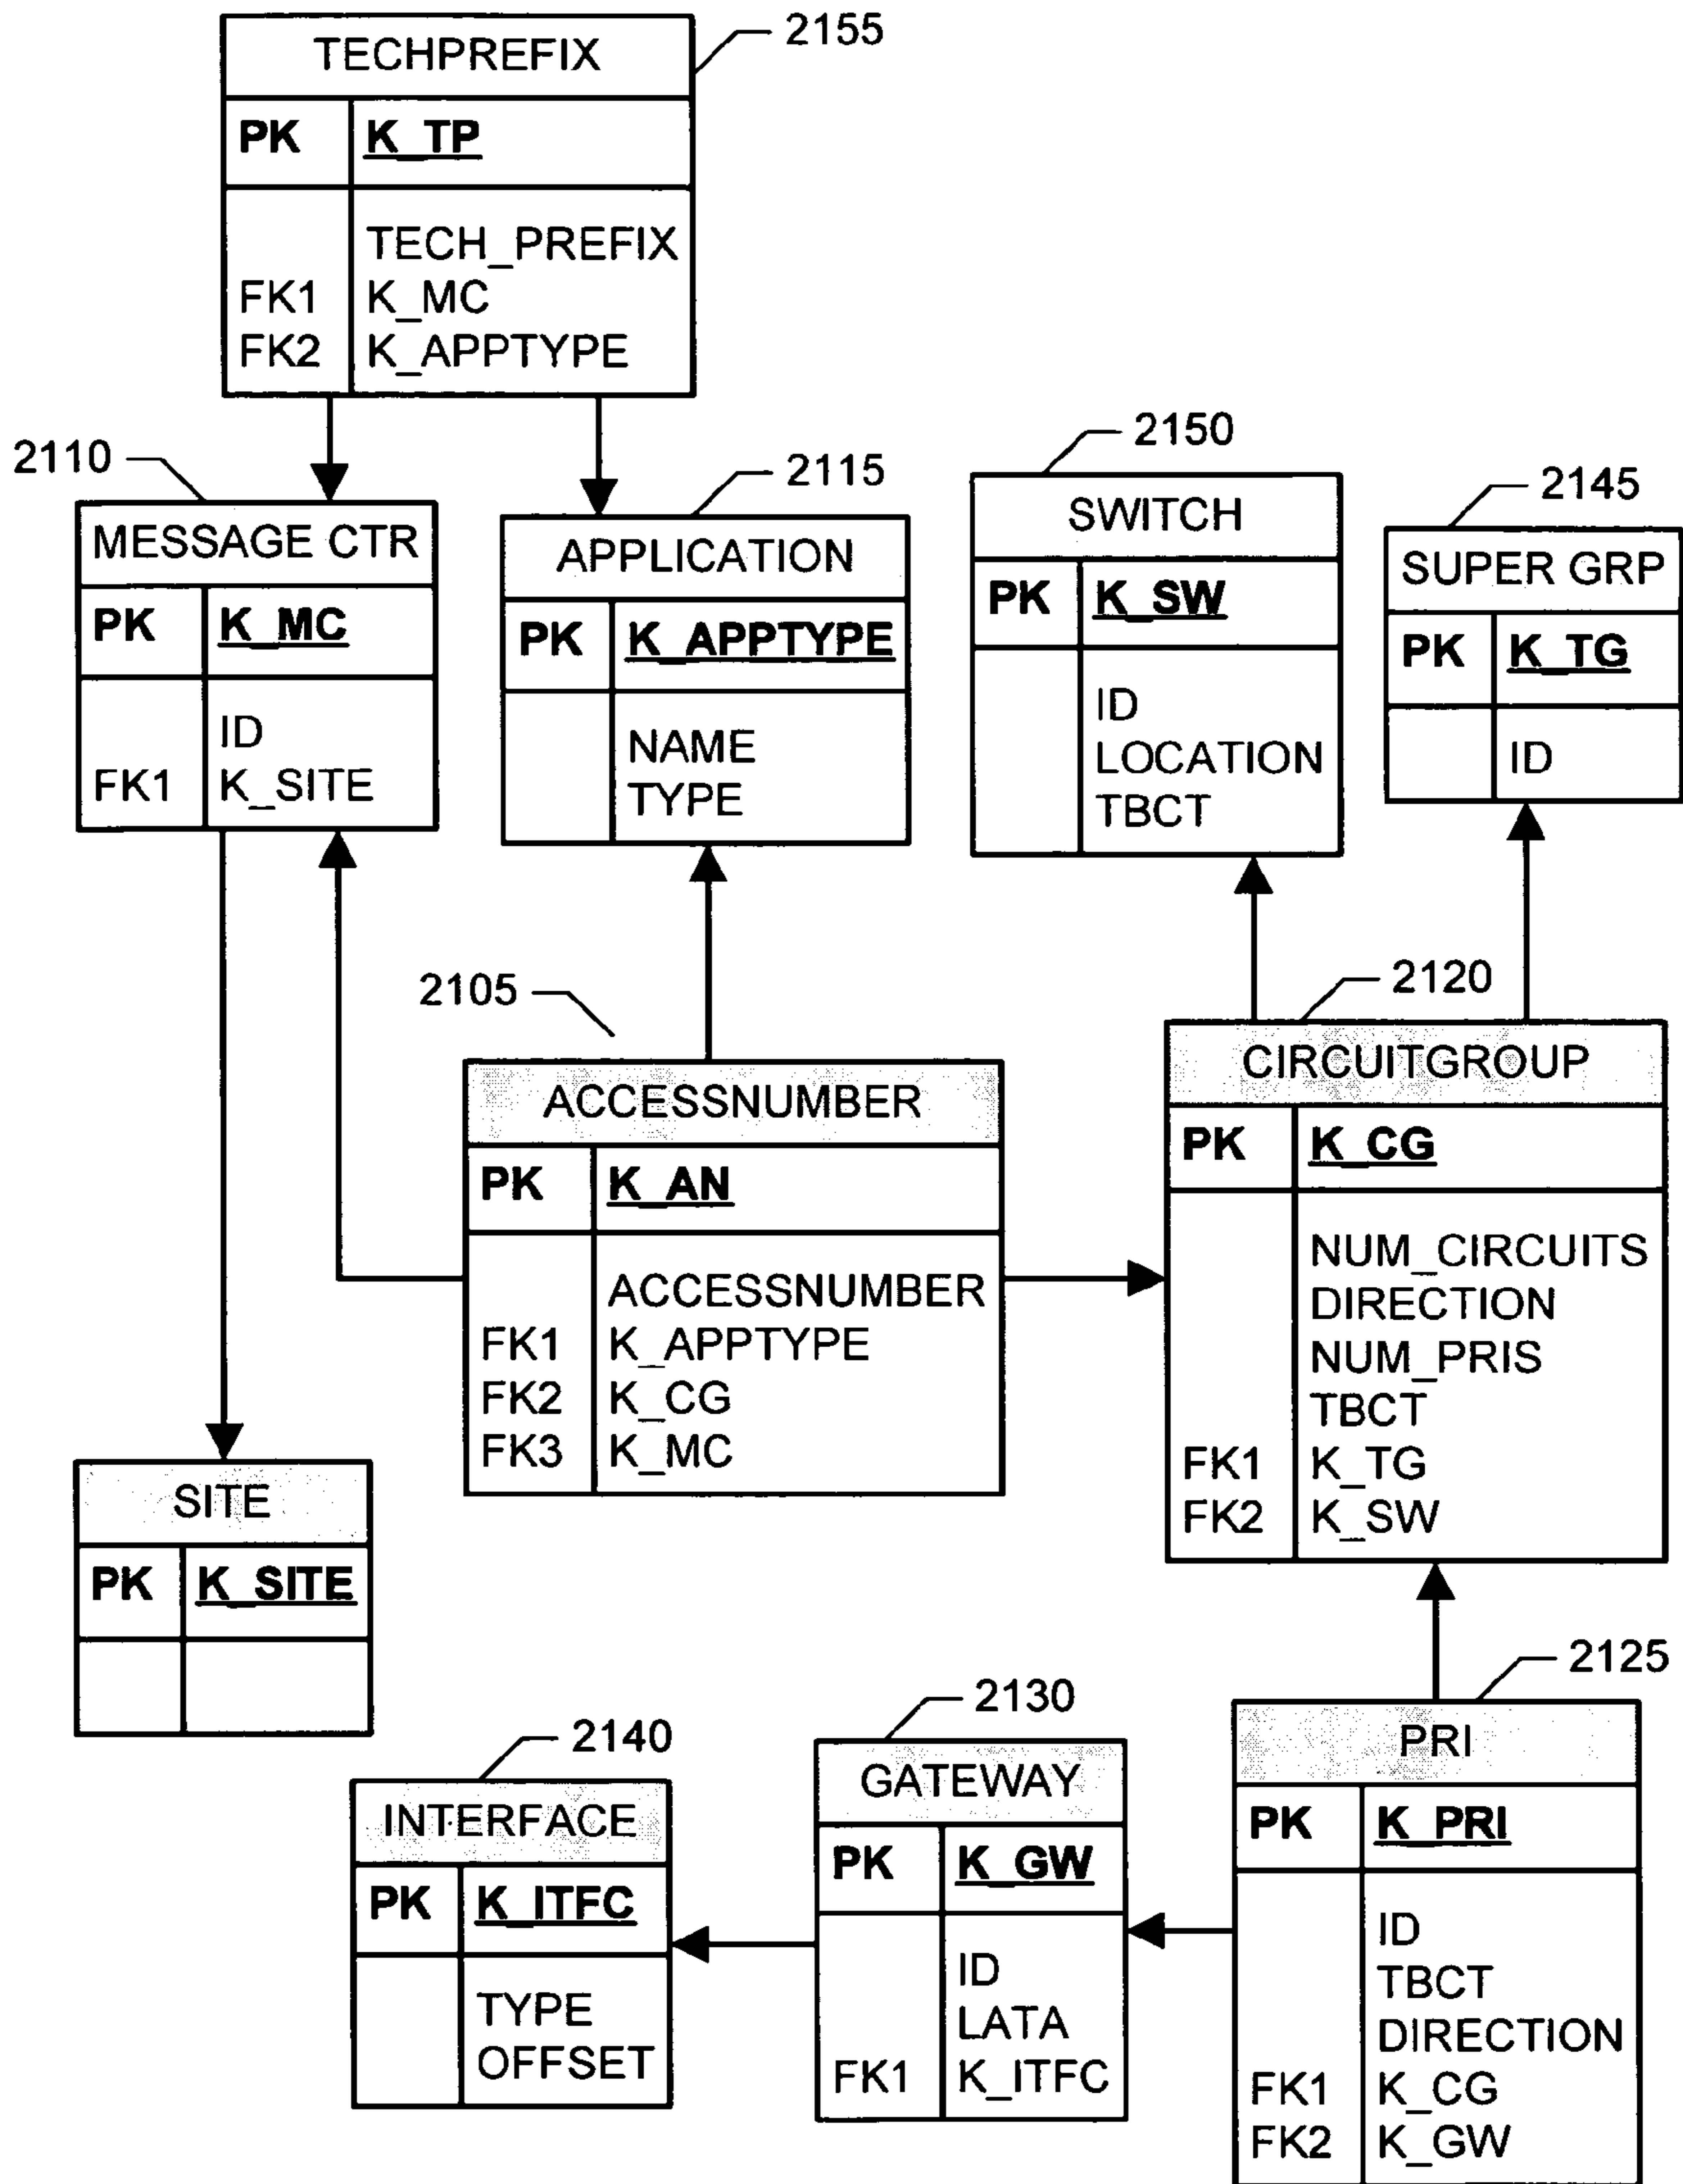 2155
TECHPREFIX
PK K_TP
TECH_PREFIX
FK1 K_MC
FK2 K_APPTYPE
2110
MESSAGE CTR
PK K_MC
ID
FK1 K_SITE
2115
APPLICATION
PK K_APPTYPE
NAME
TYPE
2150
SWITCH
PK K_SW
ID
LOCATION
TBCT
2145
SUPER GRP
PK K_TG
ID
2105
ACCESSNUMBER
PK K_AN
ACCESSNUMBER
FK1 K_APPTYPE
FK2 K_CG
FK3 K_MC
2120
CIRCUITGROUP
PK K_CG
NUM_CIRCUITS
DIRECTION
NUM_PRIS
TBCT
FK1 K_TG
FK2 K_SW
SITE
PK K_SITE
2140
INTERFACE
PK K_ITFC
TYPE
OFFSET
2130
GATEWAY
PK K_GW
ID
LATA
FK1 K_ITFC
2125
PRI
PK K_PRI
ID
TBCT
DIRECTION
FK1 K_CG
FK2 K_GW